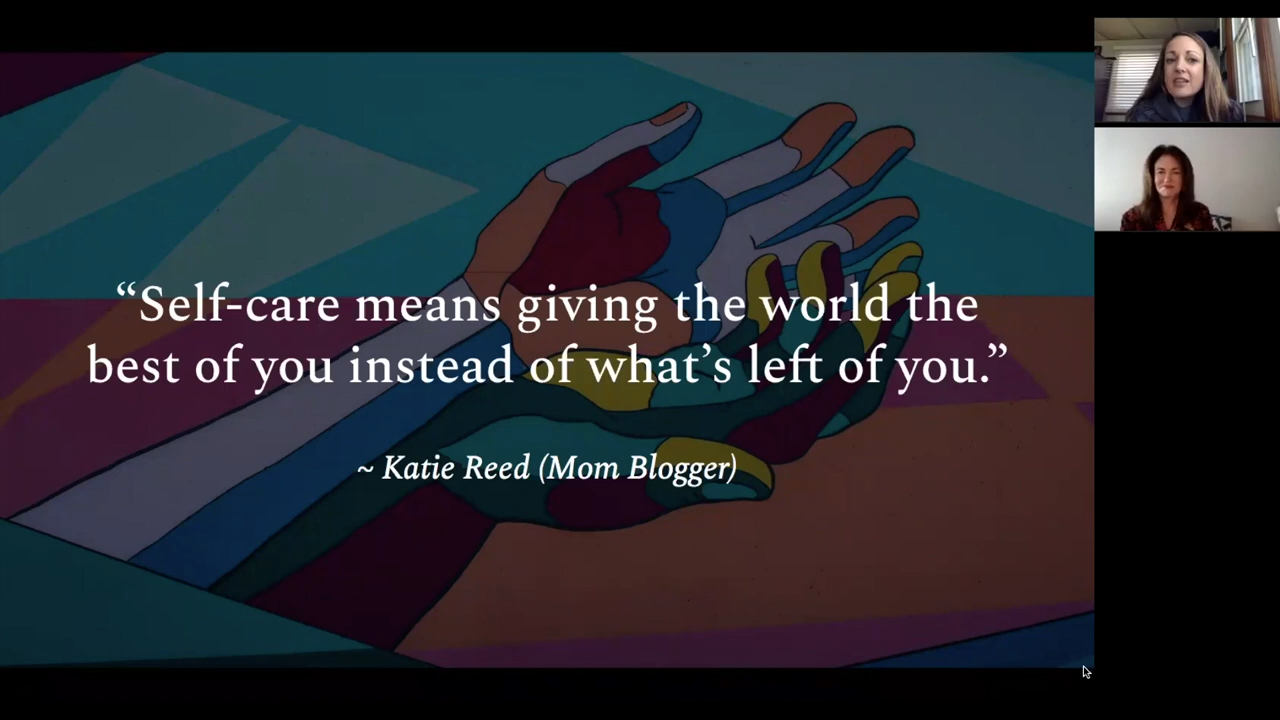 “Self-care means giving the world the
best of you instead of what’s left of you.”
~ Katie Reed (Mom Blogger)